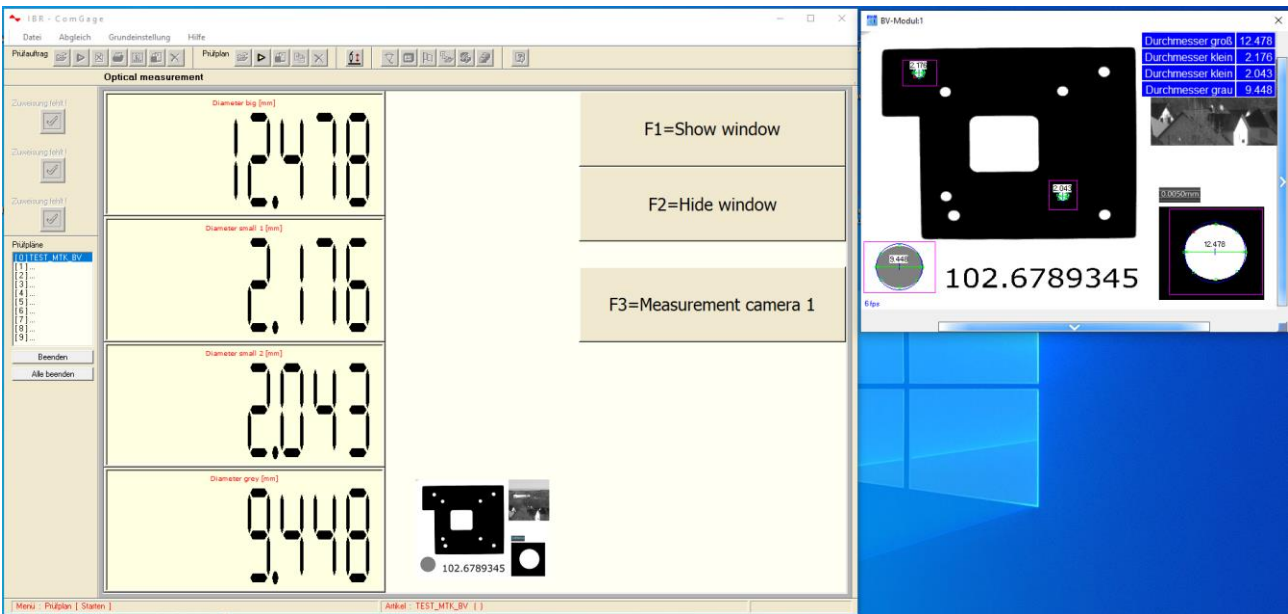 IBR - ComGage
Datei Abgleich Grundeinstellung Hilfe
Prüfauftrag
Prüfplan
Optical measurement
Zuweisung fehlt !
Zuweisung fehlt !
Zuweisung fehlt !
Prüfpläne
[0] TEST_MTK_BV
[1] ...
[2] ...
[3] ...
[4] ...
[5] ...
[6] ...
[7] ...
[8] ...
[9] ...
Beenden
Alle beenden
Diameter big [mm]
12.478
Diameter small 1 [mm]
2.176
Diameter small 2 [mm]
2.043
Diameter grey [mm]
9.448
F1=Show window
F2=Hide window
F3=Measurement camera 1
102.6789345
Menü : Prüfplan [ Starten ]
Artikel : TEST_MTK_BV ( )
BV-Modul:1
Durchmesser groß 12.478
Durchmesser klein 2.176
Durchmesser klein 2.043
Durchmesser grau 9.448
2.176
2.043
0.0050mm
12.478
9.448
102.6789345
6 fps